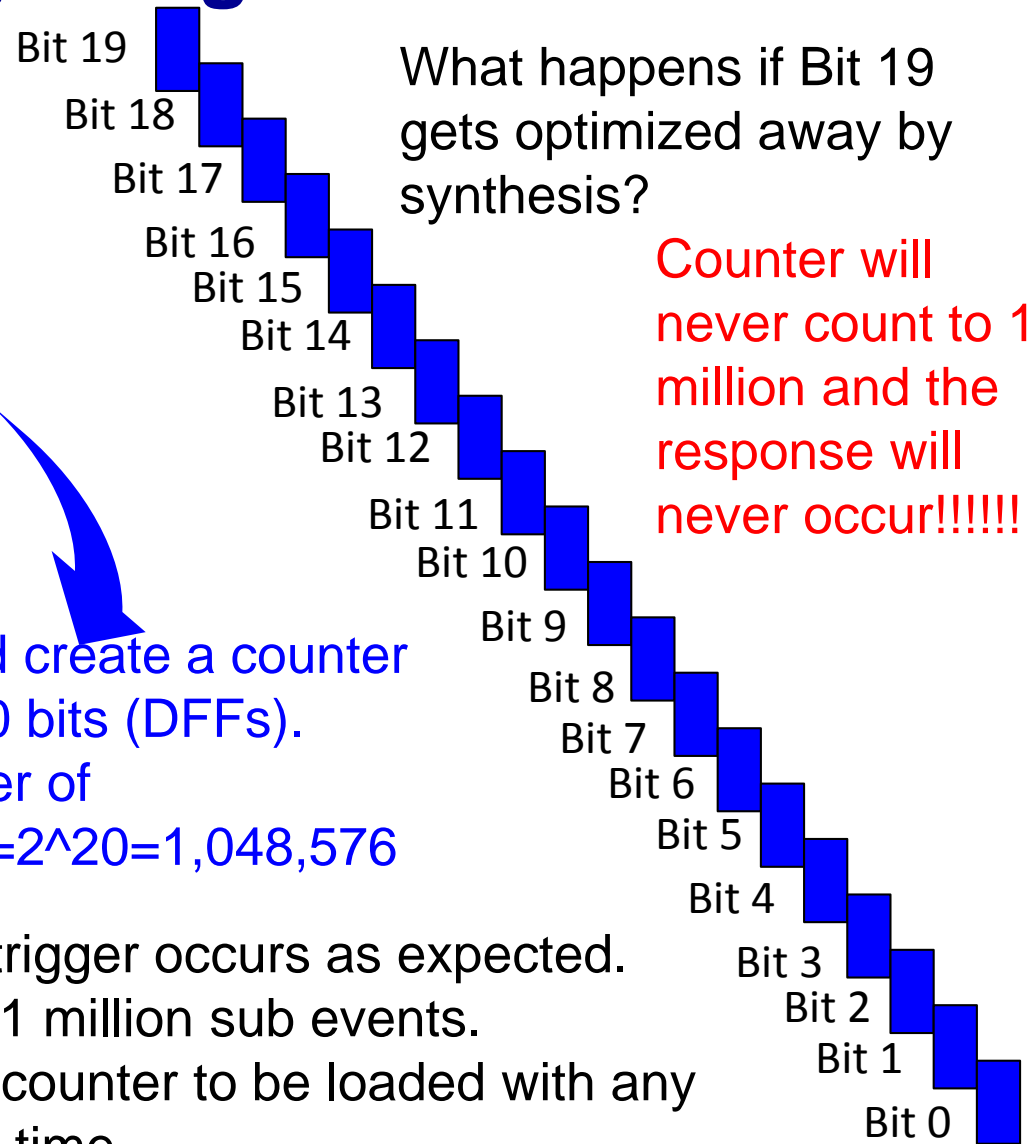 Bit 19
What happens if Bit 19
gets optimized away by
synthesis?
Bit 18
Bit 17
Bit 16
Bit 15
Bit 14
Bit 13
Bit 12
Bit 11
Bit 10
Bit 9
Bit 8
Bit 7
Bit 6
Bit 5
Bit 4
Bit 3
Bit 2
Bit 1
Bit 0
Counter will
never count to 1
million and the
response will
never occur!!!!!!
create a counter
bits (DFFs).
of
=2^20=1,048,576
trigger occurs as expected.
1 million sub events.
counter to be loaded with any
time